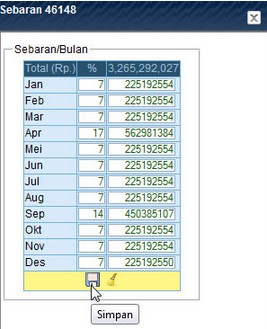 Sebaran 46148
Sebaran/Bulan
Total (Rp.) % 3,265,292,027
Jan 7 225192554
Feb 7 225192554
Mar 7 225192554
Apr 17 562981384
Mei 7 225192554
Jun 7 225192554
Jul 7 225192554
Aug 7 225192554
Sep 14 450385107
Okt 7 225192554
Nov 7 225192554
Des 7 225192550
Simpan